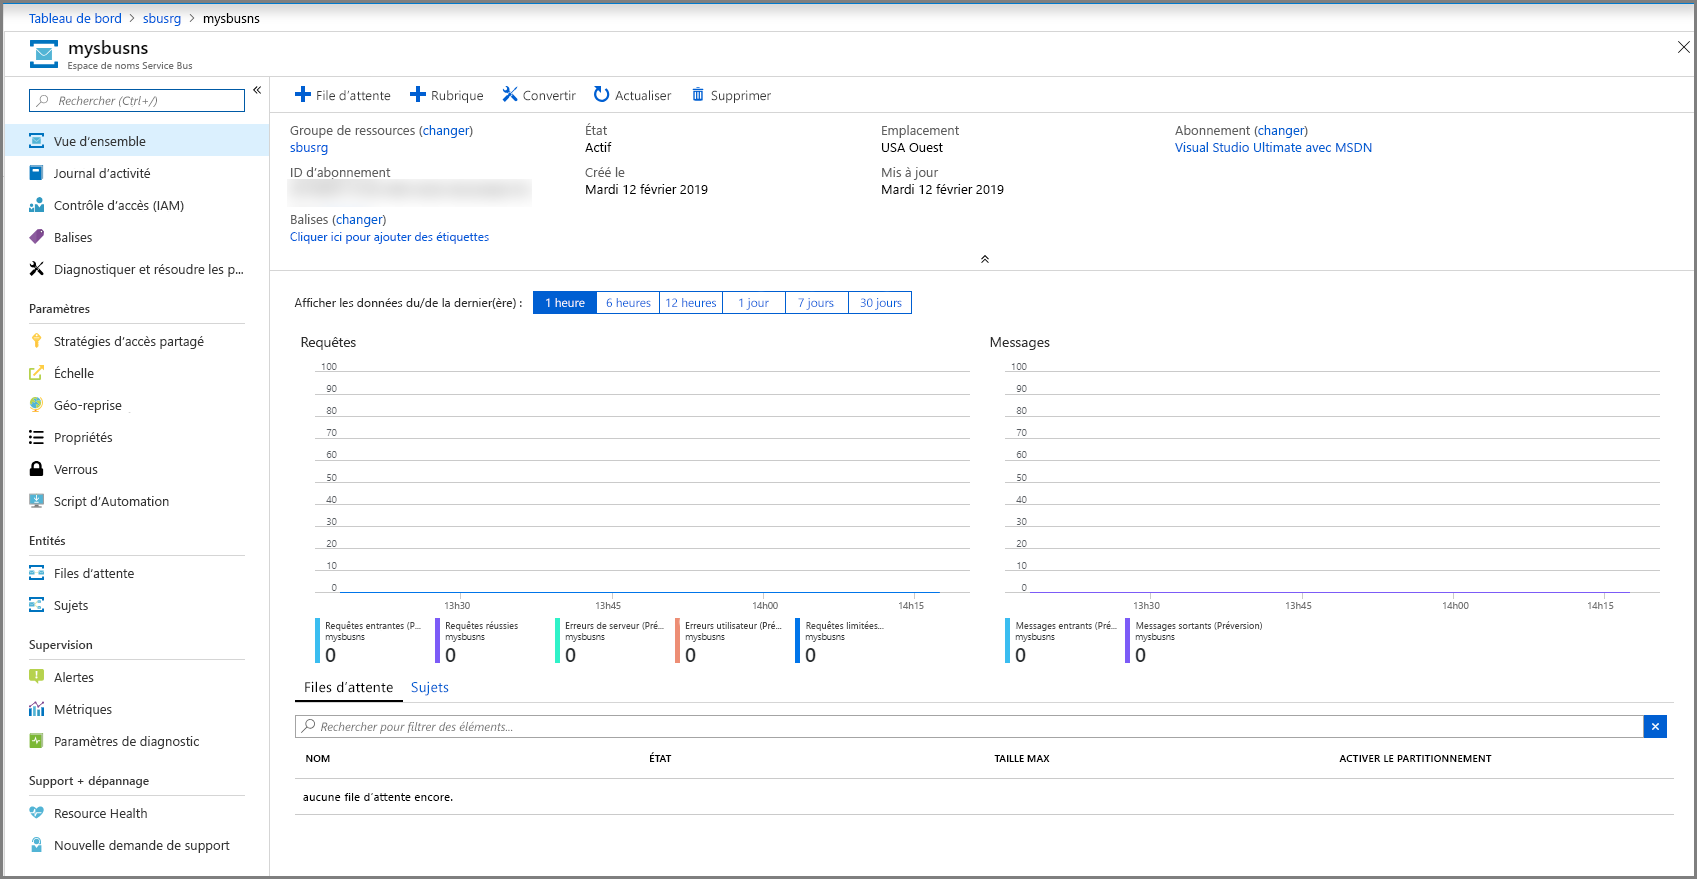 Tableau de bord > sbusrg > mysbusns
mysbusns
Espace de noms Service Bus
Rechercher (Ctrl+/)
Vue d'ensemble
Journal d'activité
Contrôle d'accès (IAM)
Balises
Diagnostiquer et résoudre les p...
Paramètres
Stratégies d'accès partagé
Échelle
Géo-reprise
Propriétés
Verrous
Script d'Automation
Entités
Files d'attente
Sujets
Supervision
Alertes
Métriques
Paramètres de diagnostic
Support + dépannage
Resource Health
Nouvelle demande de support
File d'attente Rubrique Convertir Actualiser Supprimer
Groupe de ressources (changer)
sbusrg
État
Actif
Emplacement
USA Ouest
Abonnement (changer)
Visual Studio Ultimate avec MSDN
ID d'abonnement
Créé le
Mardi 12 février 2019
Mis à jour
Mardi 12 février 2019
Balises (changer)
Cliquer ici pour ajouter des étiquettes
Afficher les données du/de la dernier(ère) : 1 heure 6 heures 12 heures 1 jour 7 jours 30 jours
Requêtes
100
90
80
70
60
50
40
30
20
10
0
13h30 13h45 14h00 14h15
Requêtes entrantes (P...
mysbusns
0
Requêtes réussies
mysbusns
0
Erreurs de serveur (Pré...
mysbusns
0
Erreurs utilisateur (Pré...
mysbusns
0
Requêtes limitées...
mysbusns
0
Messages
100
90
80
70
60
50
40
30
20
10
0
13h30 13h45 14h00 14h15
Messages entrants (Pré...
mysbusns
0
Messages sortants (Préversion)
mysbusns
0
Files d'attente Sujets
Rechercher pour filtrer des éléments...
NOM ÉTAT TAILLE MAX ACTIVER LE PARTITIONNEMENT
aucune file d'attente encore.